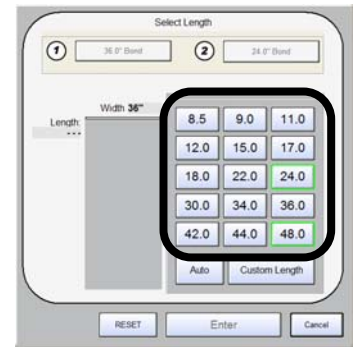 Select Length
1 36.0" Bond 2 24.0" Bond
Width 36"
Length:
---
8.5 9.0 11.0
12.0 15.0 17.0
18.0 22.0 24.0
30.0 34.0 36.0
42.0 44.0 48.0
Auto Custom Length
RESET Enter Cancel